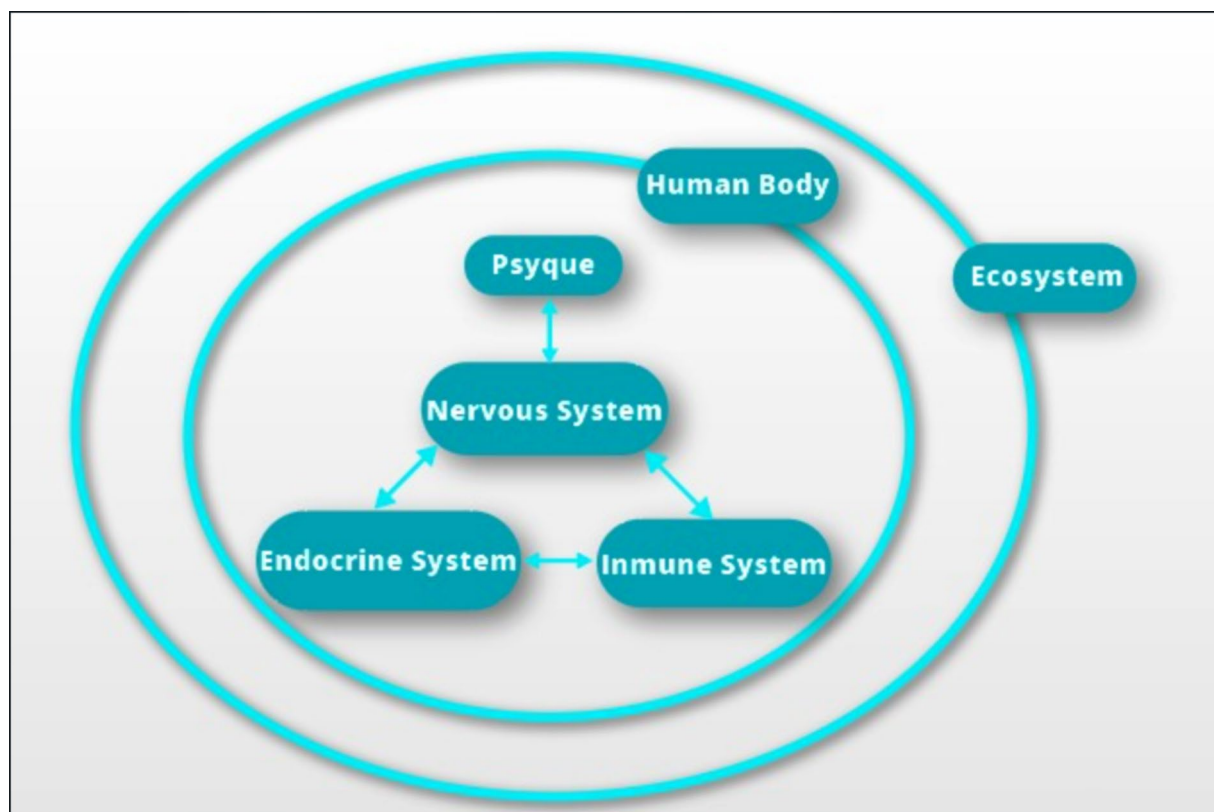 Human Body
Psyque
Ecosystem
Nervous System
Endocrine System
Inmune System